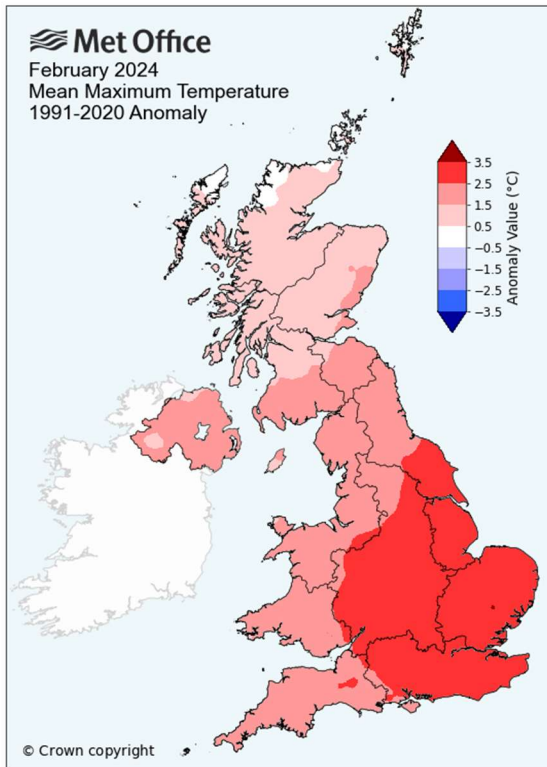 Met Office
February 2024
Mean Maximum Temperature
1991-2020 Anomaly
3.5
2.5
1.5
0.5
−0.5
−1.5
−2.5
−3.5
Anomaly Value (°C)
© Crown copyright